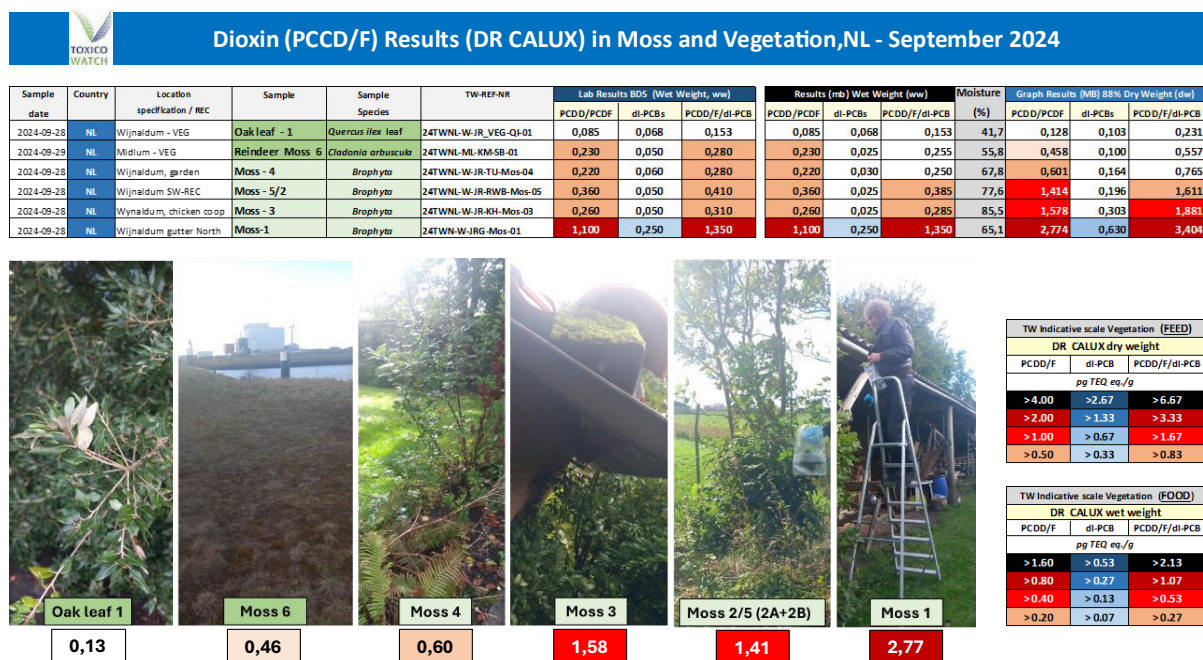 TOXICO
WATCH
Dioxin (PCCD/F) Results (DR CALUX) in Moss and Vegetation,NL - September 2024
Sample date Country Location specification / REC Sample Sample Species TW-REF-NR Lab Results BDS (Wet Weight, ww) Results (mb) Wet Weight (ww) Moisture (%) Graph Results (MB) 88% Dry Weight (dw)
PCDD/PCDF dl-PCBs PCDD/F/dl-PCB PCDD/PCDF dl-PCBs PCDD/F/dl-PCB PCDD/PCDF dl-PCBs PCDD/F/dl-PCB
2024-09-28 NL Wijnaldum - VEG Oak leaf - 1 Quercus ilex leaf 24TWNL-W-JR_VEG-QI-01 0,085 0,068 0,153 0,085 0,068 0,153 41,7 0,128 0,103 0,231
2024-09-29 NL Midlum - VEG Reindeer Moss 6 Cladonia arbuscula 24TWNL-ML-KM-SB-01 0,230 0,050 0,280 0,230 0,025 0,255 55,8 0,458 0,100 0,557
2024-09-28 NL Wijnaldum, garden Moss - 4 Brophyta 24TWNL-W-JR-TU-Mos-04 0,220 0,060 0,280 0,220 0,030 0,250 67,8 0,601 0,164 0,765
2024-09-28 NL Wijnaldum SW-REC Moss - 5/2 Brophyta 24TWNL-W-JR-RWB-Mos-05 0,360 0,050 0,410 0,360 0,025 0,385 77,6 1,414 0,196 1,611
2024-09-28 NL Wynaldum, chicken coop Moss - 3 Brophyta 24TWNL-W-JR-KH-Mos-03 0,260 0,050 0,310 0,260 0,025 0,285 85,5 1,578 0,303 1,881
2024-09-28 NL Wijnaldum gutter North Moss-1 Brophyta 24TWN-W-JRG-Mos-01 1,100 0,250 1,350 1,100 0,250 1,350 65,1 2,774 0,630 3,404
TW Indicative scale Vegetation (FEED)
DR CALUX dry weight
PCDD/F dl-PCB PCDD/F/dl-PCB
pg TEQ eq./g
>4.00 >2.67 >6.67
>2.00 >1.33 >3.33
>1.00 >0.67 >1.67
>0.50 >0.33 >0.83
TW Indicative scale Vegetation (FOOD)
DR CALUX wet weight
PCDD/F dl-PCB PCDD/F/dl-PCB
pg TEQ eq./g
>1.60 >0.53 >2.13
>0.80 >0.27 >1.07
>0.40 >0.13 >0.53
>0.20 >0.07 >0.27
Oak leaf 1 Moss 6 Moss 4 Moss 3 Moss 2/5 (2A+2B) Moss 1
0,13 0,46 0,60 1,58 1,41 2,77